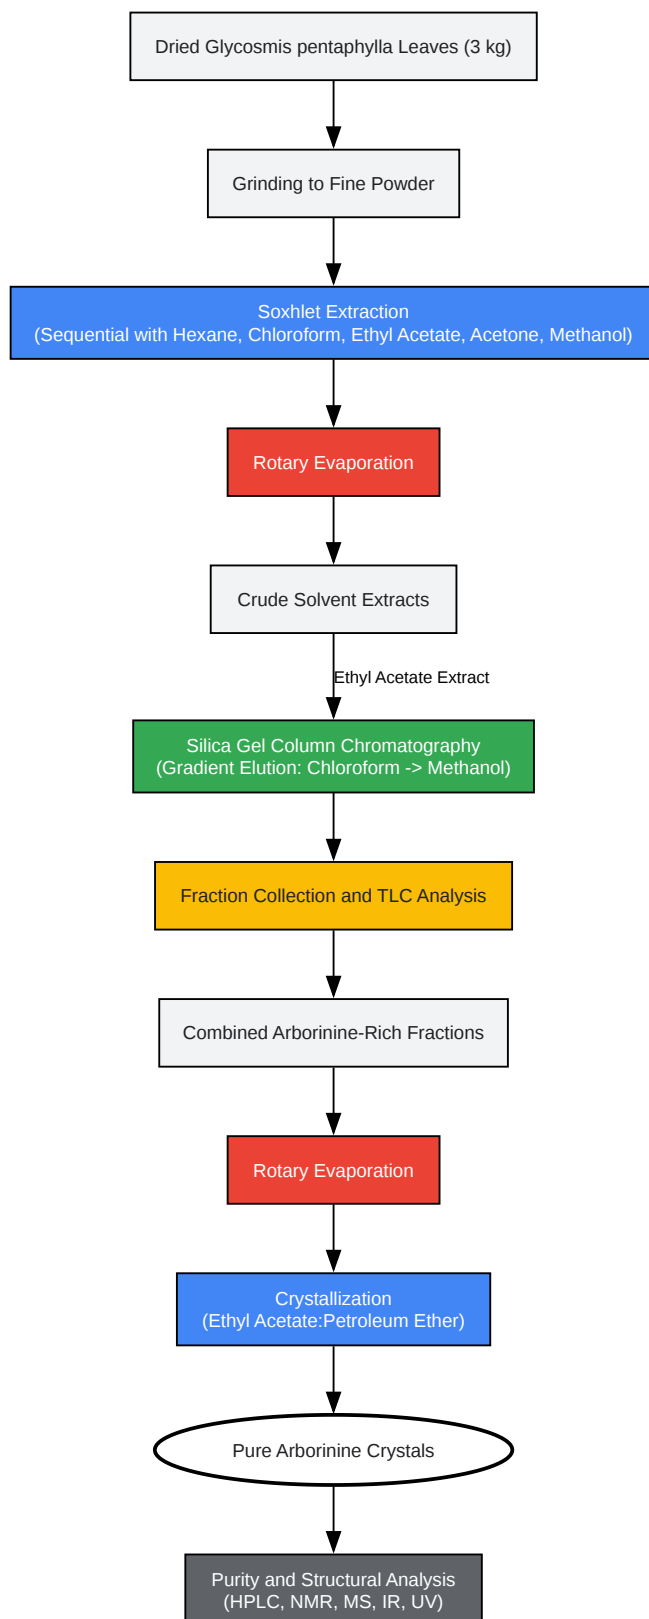 Dried Glycosmis pentaphylla Leaves (3 kg)
Grinding to Fine Powder
Soxhlet Extraction
(Sequential with Hexane, Chloroform, Ethyl Acetate, Acetone, Methanol)
Rotary Evaporation
Crude Solvent Extracts
Ethyl Acetate Extract
Silica Gel Column Chromatography
(Gradient Elution: Chloroform -> Methanol)
Fraction Collection and TLC Analysis
Combined Arborinine-Rich Fractions
Rotary Evaporation
Crystallization
(Ethyl Acetate:Petroleum Ether)
Pure Arborinine Crystals
Purity and Structural Analysis
(HPLC, NMR, MS, IR, UV)